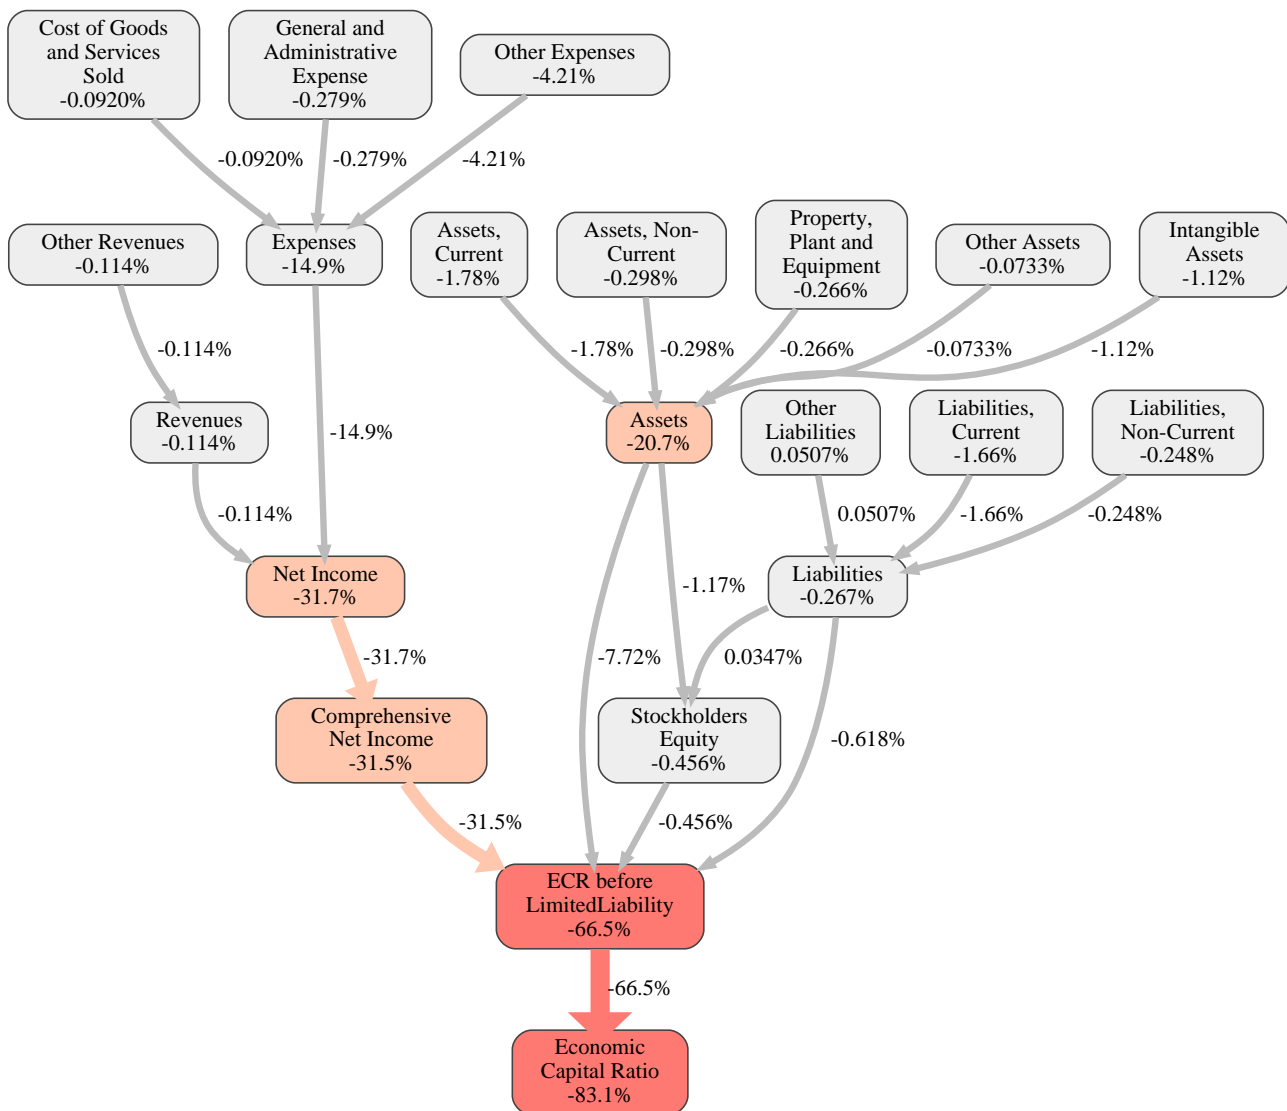 Cost of Goods
and Services
Sold
-0.0920%
General and
Administrative
Expense
-0.279%
Other Expenses
-4.21%
-0.0920%
-0.279%
-4.21%
Other Revenues
-0.114%
Expenses
-14.9%
Assets,
Current
-1.78%
Assets, Non-
Current
-0.298%
Property,
Plant and
Equipment
-0.266%
Other Assets
-0.0733%
Intangible
Assets
-1.12%
-0.114%
-1.78%
-0.298%
-0.266%
-0.0733%
-1.12%
Revenues
-0.114%
-14.9%
Assets
-20.7%
Other
Liabilities
0.0507%
Liabilities,
Current
-1.66%
Liabilities,
Non-Current
-0.248%
-0.114%
0.0507%
-1.66%
-0.248%
Net Income
-31.7%
-1.17%
Liabilities
-0.267%
-31.7%
-7.72%
0.0347%
Comprehensive
Net Income
-31.5%
Stockholders
Equity
-0.456%
-0.618%
-31.5%
-0.456%
ECR before
LimitedLiability
-66.5%
-66.5%
Economic
Capital Ratio
-83.1%